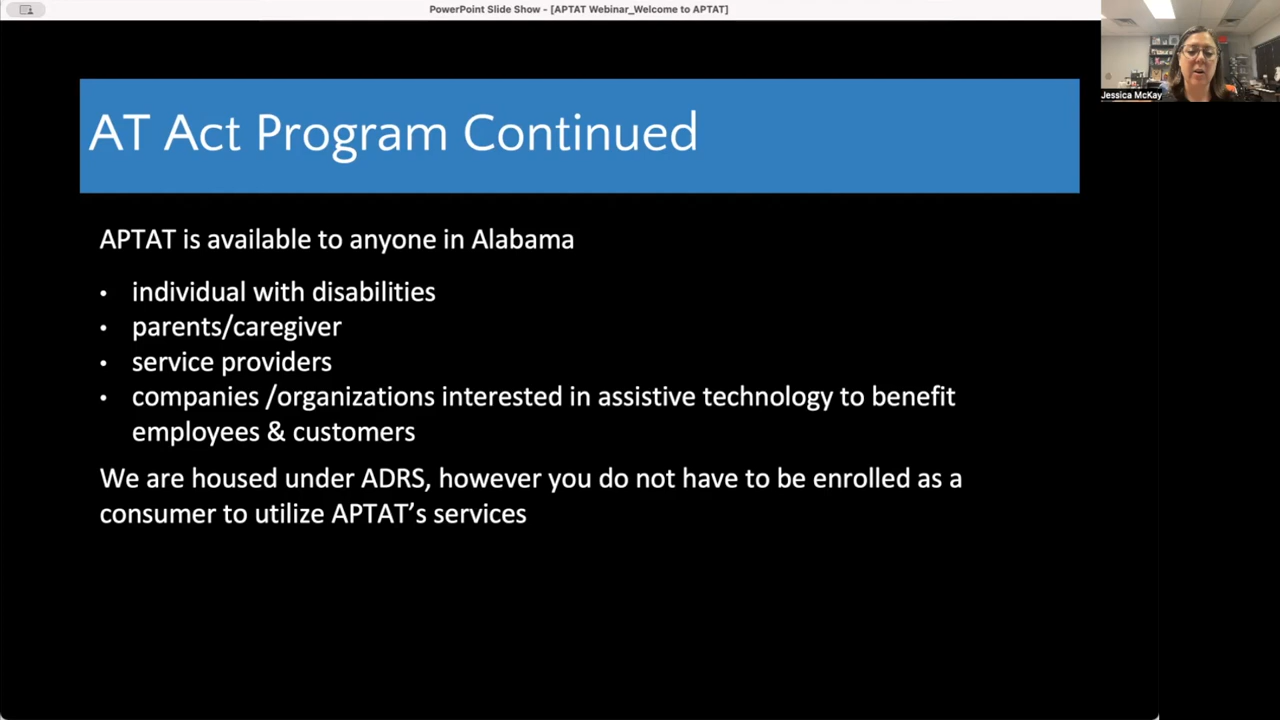 PowerPoint Slide Show - [APTAT Webinar_Welcome to APTAT]
Jessica McKay
AT Act Program Continued
APTAT is available to anyone in Alabama
• individual with disabilities
• parents/caregiver
• service providers
• companies /organizations interested in assistive technology to benefit
employees & customers
We are housed under ADRS, however you do not have to be enrolled as a
consumer to utilize APTAT’s services